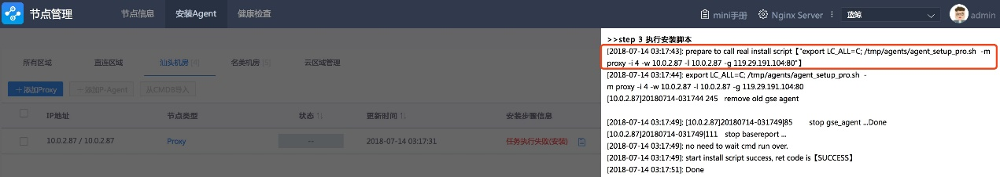 节点管理
节点信息
安装Agent
健康检查
mini手册
Nginx Server
蓝鲸
admin
所有区域
直连区域
汕头机房 [4]
名类机房 [5]
云区域管理
+ 添加Proxy
+ 添加P-Agent
从CMDB导入
IP地址
节点类型
状态
更新时间
安装步骤信息
10.0.2.87 / 10.0.2.87
Proxy
--
2018-07-14 03:17:31
任务执行失败(安装)
>>step 3 执行安装脚本
[2018-07-14 03:17:43]: prepare to call real install script【"export LC_ALL=C; /tmp/agents/agent_setup_pro.sh -m
proxy -i 4 -w 10.0.2.87 -l 10.0.2.87 -g 119.29.191.104:80"】
[2018-07-14 03:17:44]: export LC_ALL=C; /tmp/agents/agent_setup_pro.sh -
m proxy -i 4 -w 10.0.2.87 -l 10.0.2.87 -g 119.29.191.104:80
[10.0.2.87]20180714-031744 245 remove old gse agent
[2018-07-14 03:17:49]: [10.0.2.87]20180714-031749|85 stop gse_agent ...Done
[10.0.2.87]20180714-031749|111 stop basereport ...
[2018-07-14 03:17:49]: no need to wait cmd run over.
[2018-07-14 03:17:49]: start install script success, ret code is【SUCCESS】
[2018-07-14 03:17:51]: Done